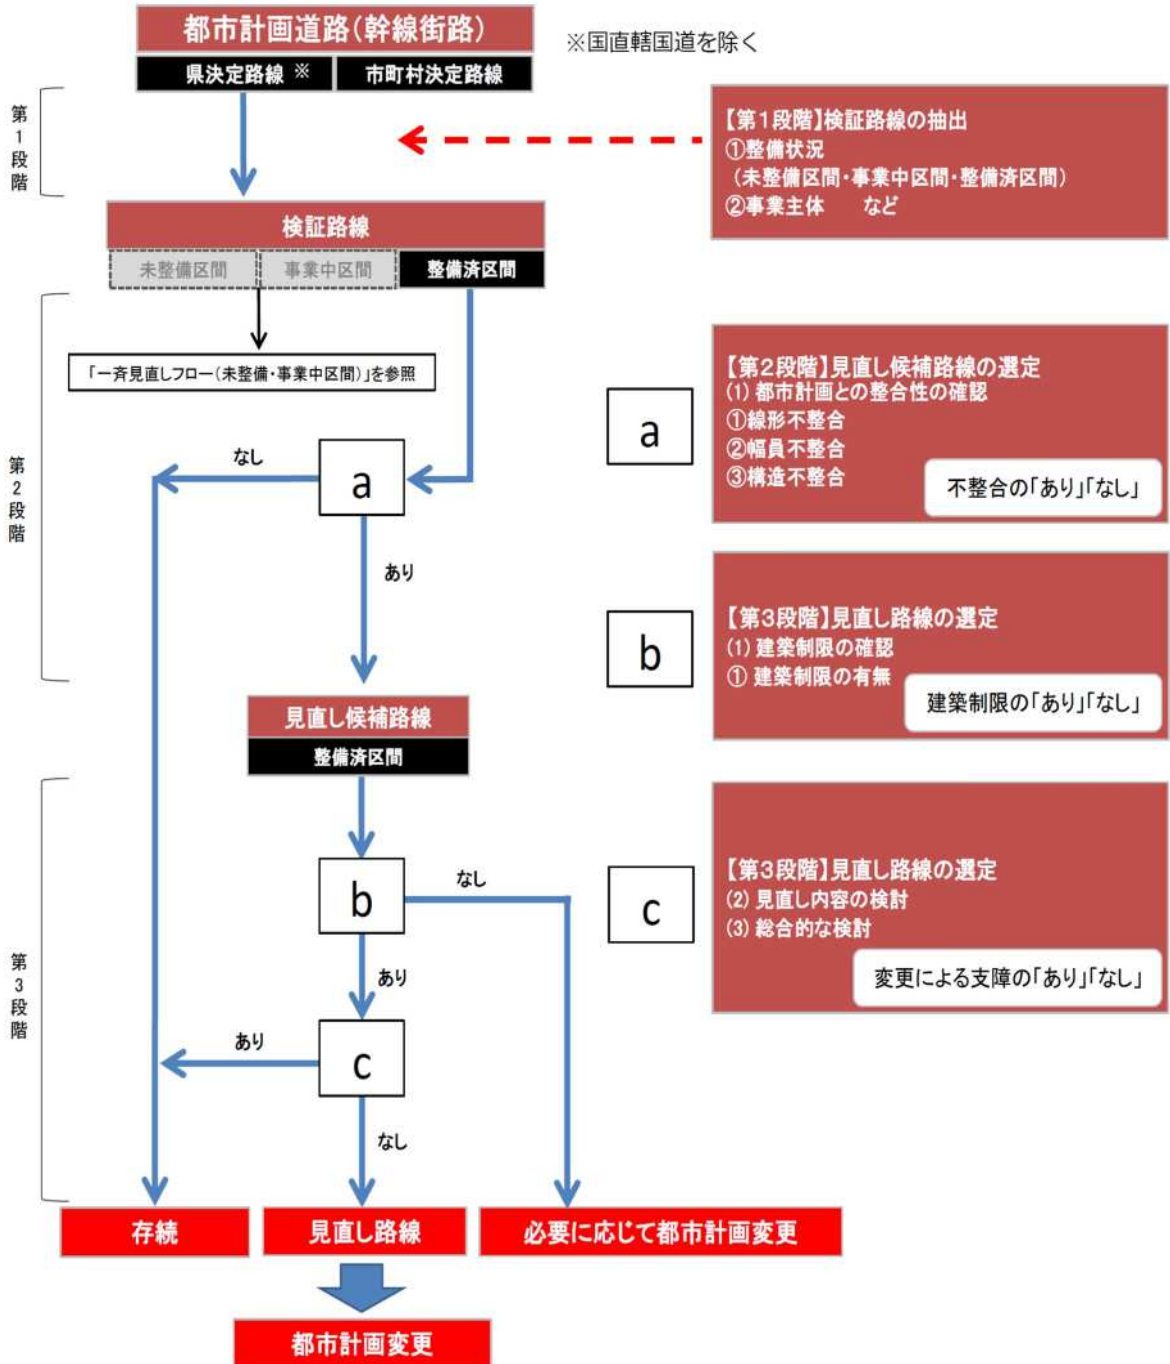 都市計画道路(幹線街路)
※国直轄国道を除く
県決定路線 ※
市町村決定路線
第1段階
【第1段階】検証路線の抽出
①整備状況
(未整備区間・事業中区間・整備済区間)
②事業主体 など
検証路線
未整備区間
事業中区間
整備済区間
「一斉見直しフロー(未整備・事業中区間)」を参照
第2段階
なし
a
あり
a
【第2段階】見直し候補路線の選定
(1) 都市計画との整合性の確認
①線形不整合
②幅員不整合
③構造不整合
不整合の「あり」「なし」
b
【第3段階】見直し路線の選定
(1) 建築制限の確認
① 建築制限の有無
建築制限の「あり」「なし」
見直し候補路線
整備済区間
第3段階
b
なし
あり
c
あり
なし
c
【第3段階】見直し路線の選定
(2) 見直し内容の検討
(3) 総合的な検討
変更による支障の「あり」「なし」
存続
見直し路線
必要に応じて都市計画変更
都市計画変更